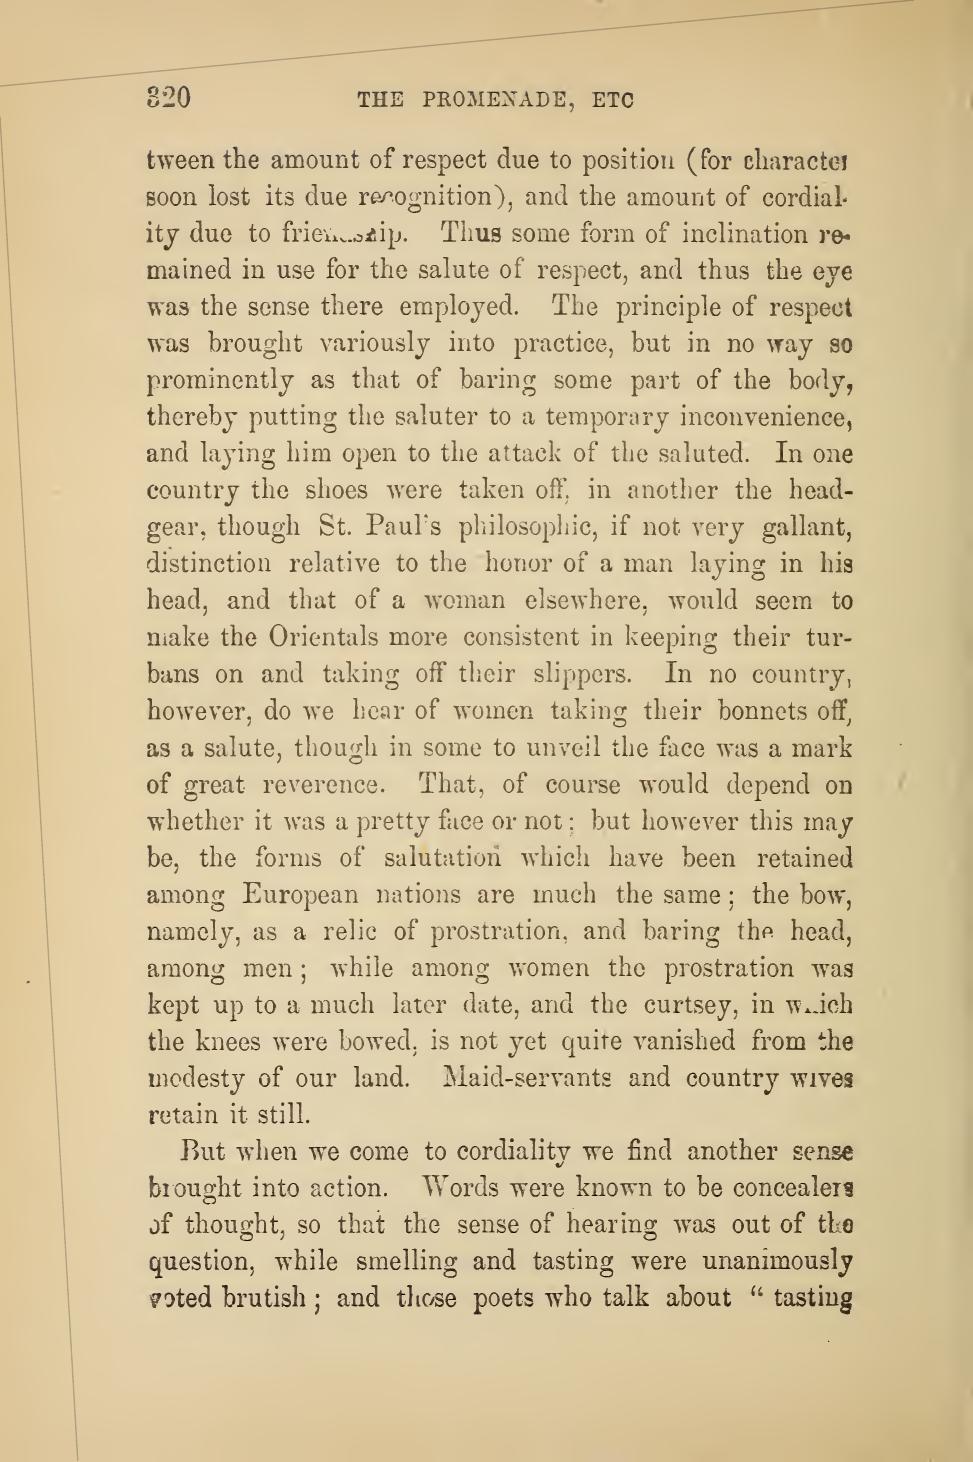 320 THE PROMENADE, ETC
tween the amount of respect due to position (for character
soon lost its due recognition), and the amount of cordial-
ity due to friendship. Thus some form of inclination re-
mained in use for the salute of respect, and thus the eye
was the sense there employed. The principle of respect
was brought variously into practice, but in no way so
prominently as that of baring some part of the body,
thereby putting the saluter to a temporary inconvenience,
and laying him open to the attack of the saluted. In one
country the shoes were taken off, in another the head-
gear, though St. Paul's philosophic, if not very gallant,
distinction relative to the honor of a man laying in his
head, and that of a woman elsewhere, would seem to
make the Orientals more consistent in keeping their tur-
bans on and taking off their slippers. In no country,
however, do we hear of women taking their bonnets off,
as a salute, though in some to unveil the face was a mark
of great reverence. That, of course would depend on
whether it was a pretty face or not; but however this may
be, the forms of salutation which have been retained
among European nations are much the same; the bow,
namely, as a relic of prostration, and baring the head,
among men; while among women the prostration was
kept up to a much later date, and the curtsey, in which
the knees were bowed, is not yet quite vanished from the
modesty of our land. Maid-servants and country wives
retain it still.
But when we come to cordiality we find another sense
brought into action. Words were known to be concealers
of thought, so that the sense of hearing was out of the
question, while smelling and tasting were unanimously
voted brutish; and those poets who talk about "tasting